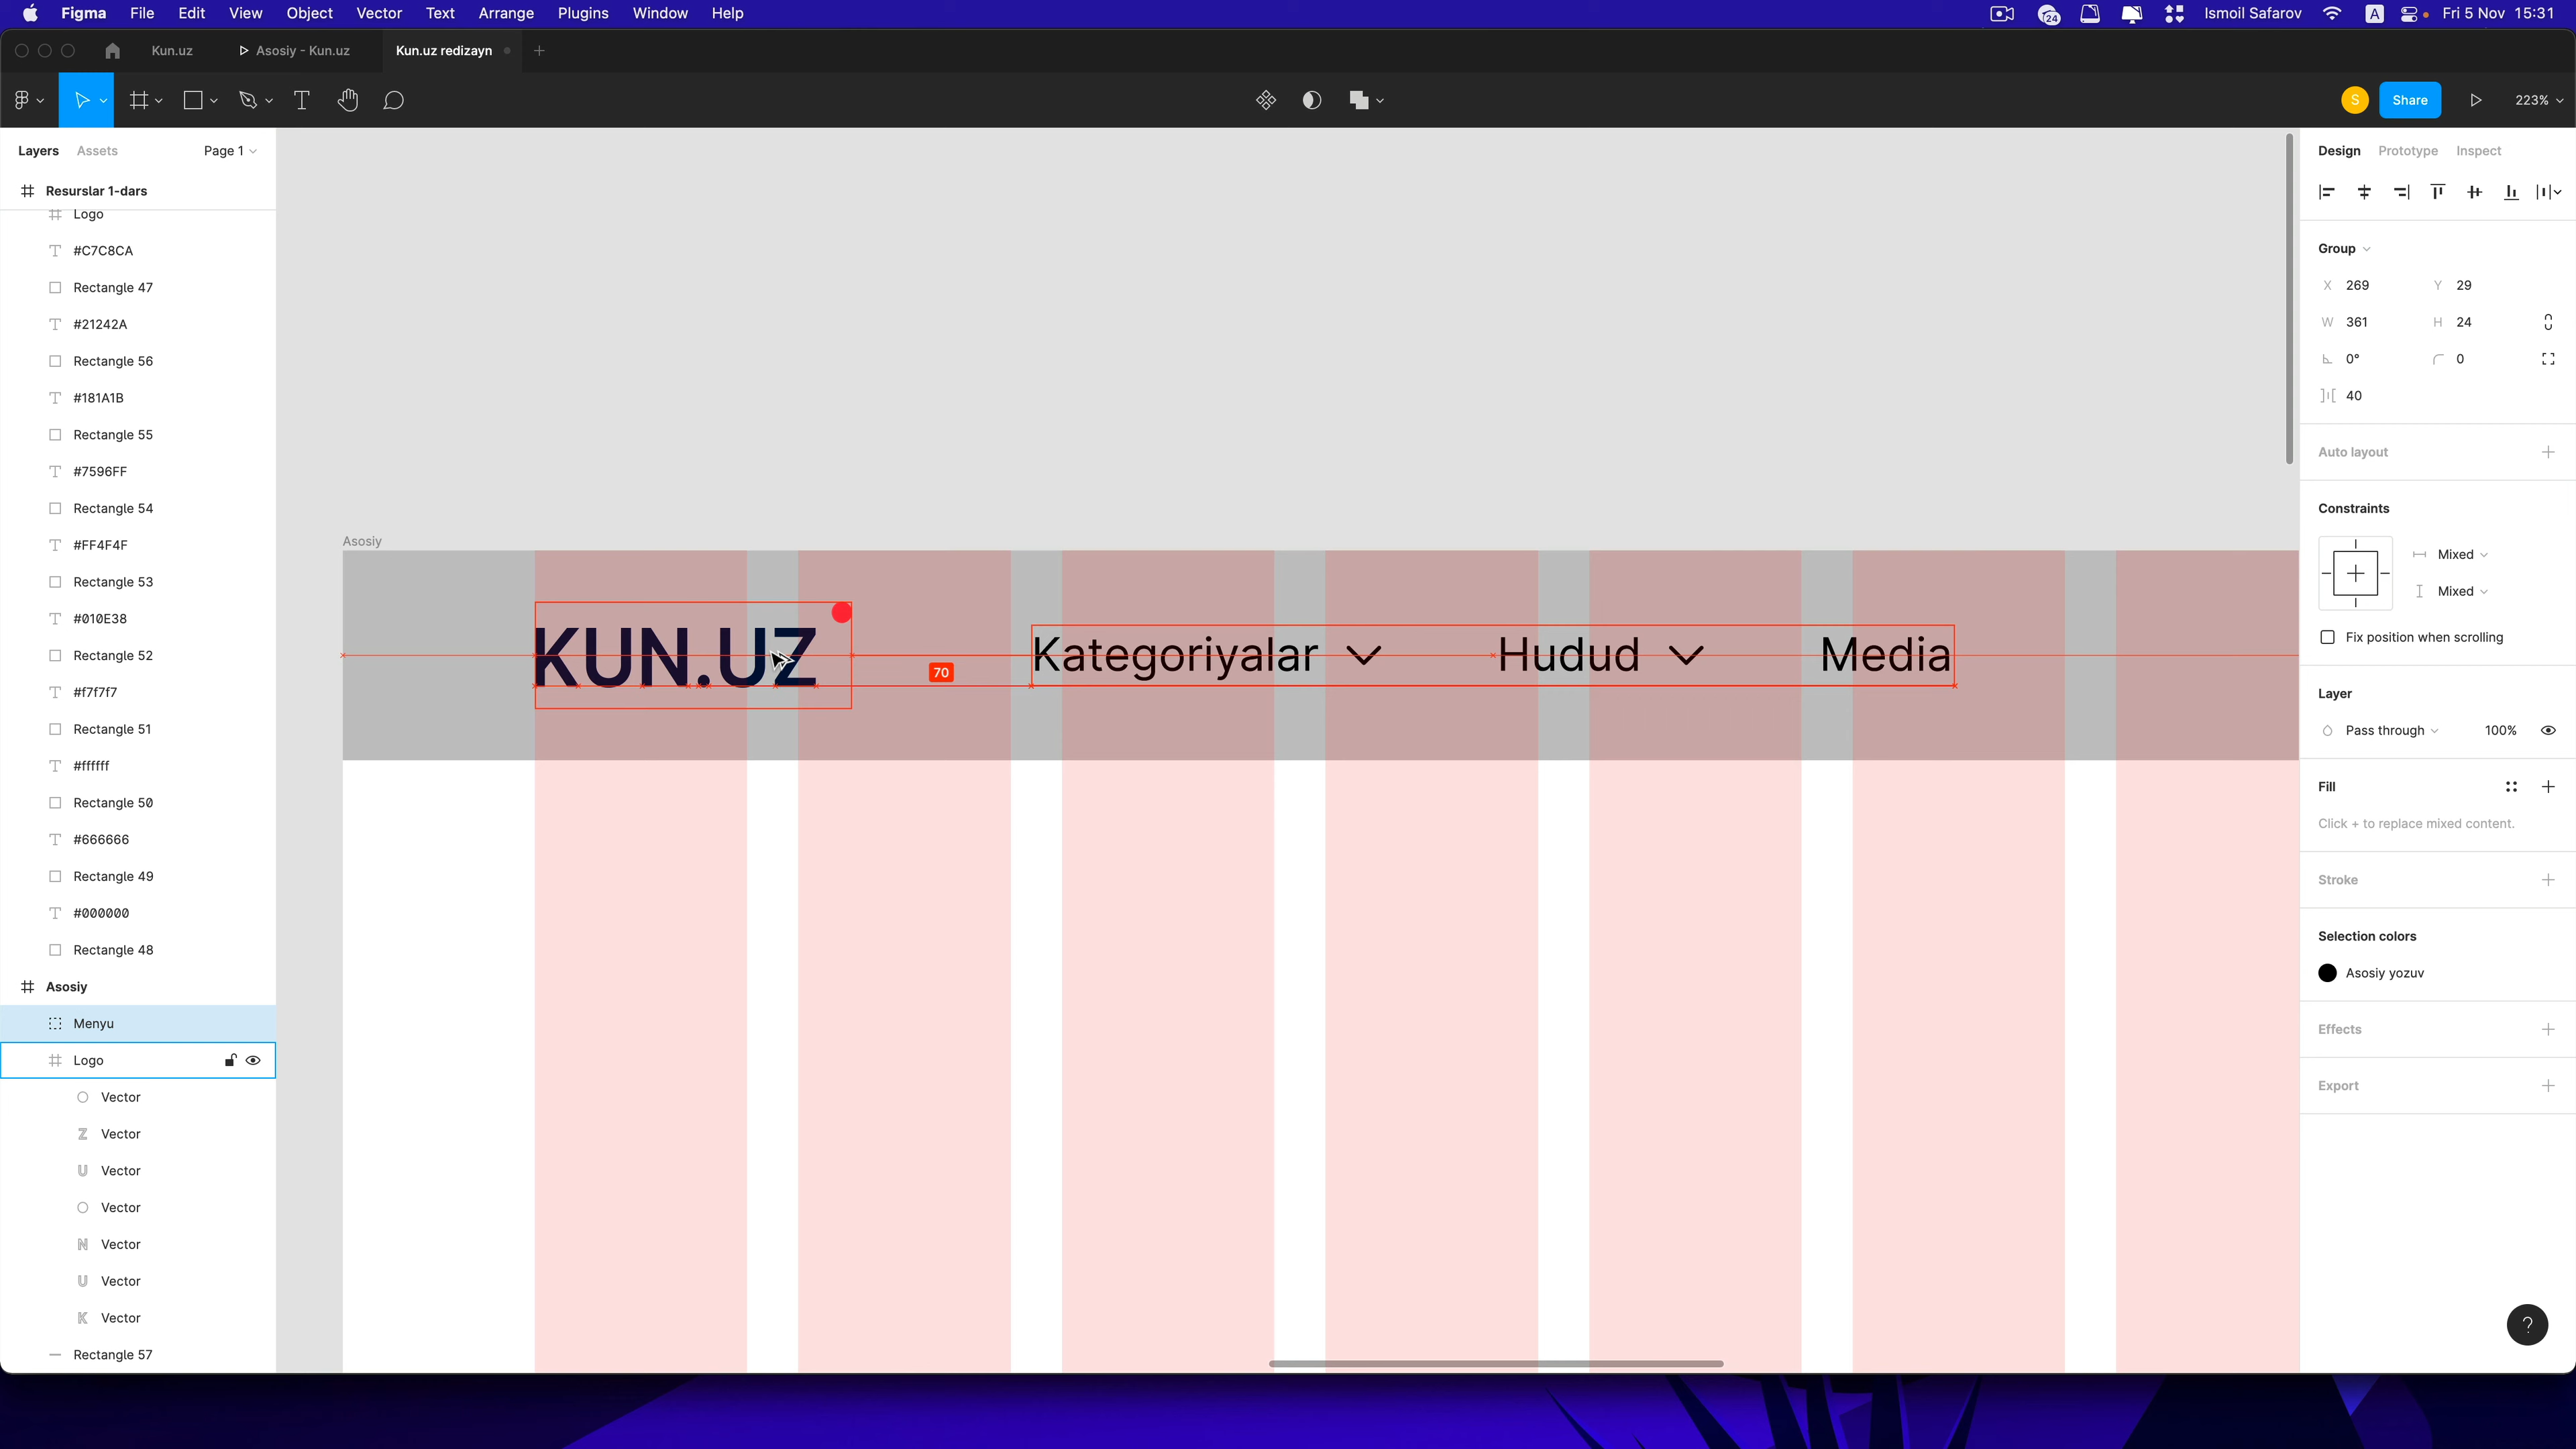 Figma File Edit View Object Vector Text Arrange Plugins Window Help
24 Ismoil Safarov A Fri 5 Nov 15:31
Kun.uz Asosiy - Kun.uz Kun.uz redizayn
S Share 223%
Layers Assets Page 1
Resurslar 1-dars
Logo
#C7C8CA
Rectangle 47
#21242A
Rectangle 56
#181A1B
Rectangle 55
#7596FF
Rectangle 54
#FF4F4F
Rectangle 53
#010E38
Rectangle 52
#f7f7f7
Rectangle 51
#ffffff
Rectangle 50
#666666
Rectangle 49
#000000
Rectangle 48
Asosiy
Menyu
Logo
Vector
Z Vector
U Vector
Vector
N Vector
U Vector
K Vector
Rectangle 57
Asosiy
KUN.UZ 70 Kategoriyalar Hudud Media
Design Prototype Inspect
Group
X 269 Y 29
W 361 H 24
0° 0
40
Auto layout
Constraints
Mixed
Mixed
Fix position when scrolling
Layer
Pass through 100%
Fill
Click + to replace mixed content.
Stroke
Selection colors
Asosiy yozuv
Effects
Export
?